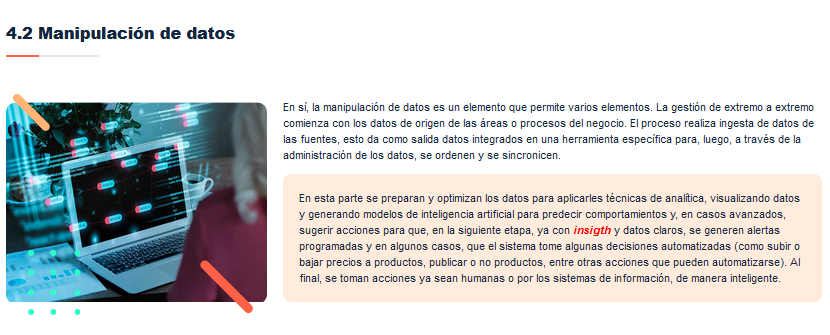 4.2 Manipulación de datos
En sí, la manipulación de datos es un elemento que permite varios elementos. La gestión de extremo a extremo
comienza con los datos de origen de las áreas o procesos del negocio. El proceso realiza ingesta de datos de
las fuentes, esto da como salida datos integrados en una herramienta específica para, luego, a través de la
administración de los datos, se ordenen y se sincronicen.
En esta parte se preparan y optimizan los datos para aplicarles técnicas de analítica, visualizando datos
y generando modelos de inteligencia artificial para predecir comportamientos y, en casos avanzados,
sugerir acciones para que, en la siguiente etapa, ya con insigth y datos claros, se generen alertas
programadas y en algunos casos, que el sistema tome algunas decisiones automatizadas (como subir o
bajar precios a productos, publicar o no productos, entre otras acciones que pueden automatizarse). Al
final, se toman acciones ya sean humanas o por los sistemas de información, de manera inteligente.